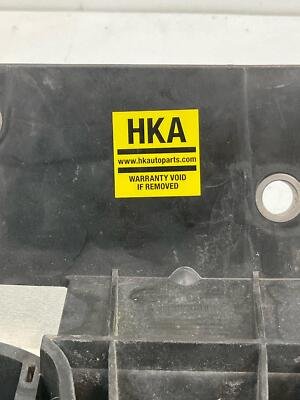 HKA
www.hkautoparts.com
WARRANTY VOID
IF REMOVED